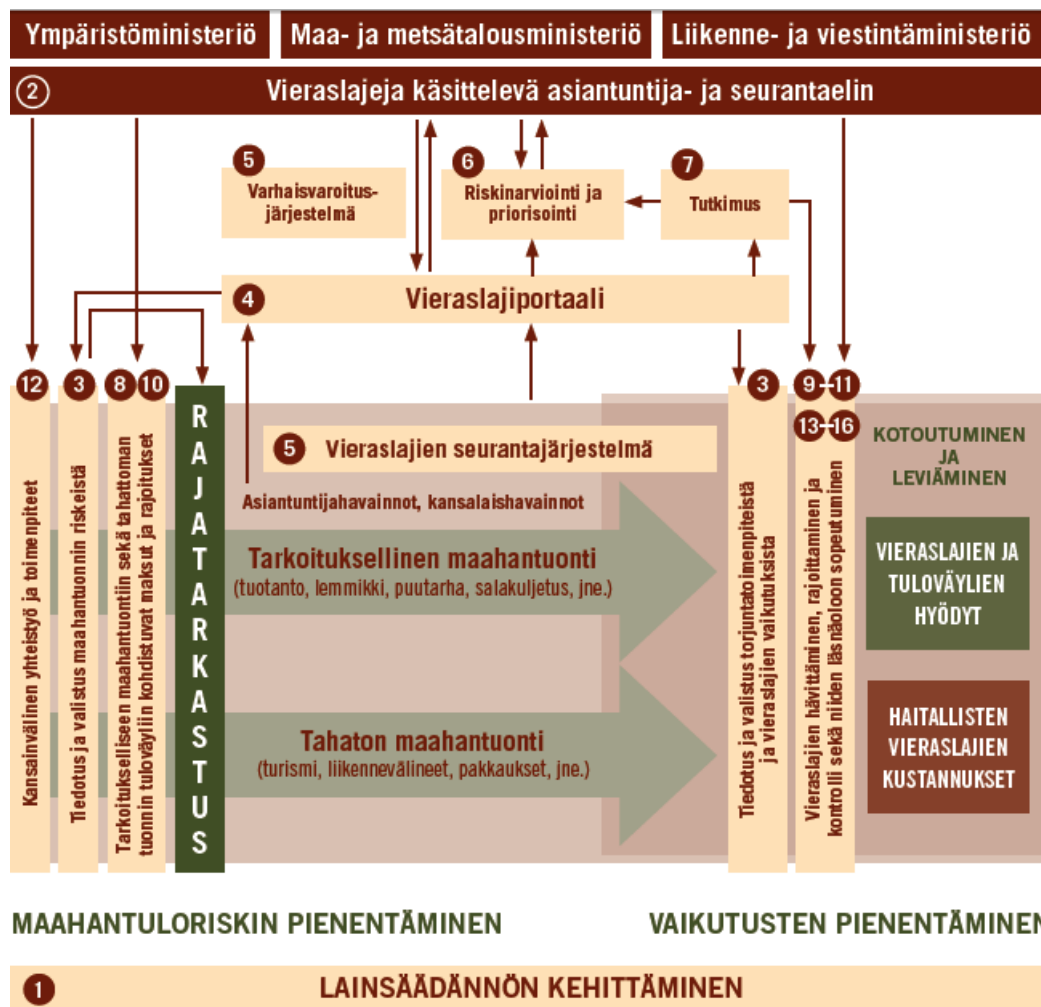 Ympäristöministeriö
Maa- ja metsätalousministeriö
Liikenne- ja viestintäministeriö
2
Vieraslajeja käsittelevä asiantuntija- ja seurantaelin
5
Varhaisvaroitus-
järjestelmä
6
Riskinarviointi ja
priorisointi
7
Tutkimus
4
Vieraslajiportaali
12
Kansainvälinen yhteistyö ja toimenpiteet
3
Tiedotus ja valistus maahantuonnin riskeistä
8 10
Tarkoitukselliseen maahantuontiin sekä tahattoman
tuonnin tuloväyliin kohdistuvat maksut ja rajoitukset
RAJATARKASTUS
5
Vieraslajien seurantajärjestelmä
Asiantuntijahavainnot, kansalaishavainnot
Tarkoituksellinen maahantuonti
(tuotanto, lemmikki, puutarha, salakuljetus, jne.)
Tahaton maahantuonti
(turismi, liikennevälineet, pakkaukset, jne.)
3
Tiedotus ja valistus torjuntatoimenpiteistä
ja vieraslajien vaikutuksista
9–11
13–16
Vieraslajien hävittäminen, rajoittaminen ja
kontrolli sekä niiden läsnäoloon sopeutuminen
KOTOUTUMINEN
JA
LEVIÄMINEN
VIERASLAJIEN JA
TULOVÄYLIEN
HYÖDYT
HAITALLISTEN
VIERASLAJIEN
KUSTANNUKSET
MAAHANTULORISKIN PIENENTÄMINEN
VAIKUTUSTEN PIENENTÄMINEN
1
LAINSÄÄDÄNNÖN KEHITTÄMINEN